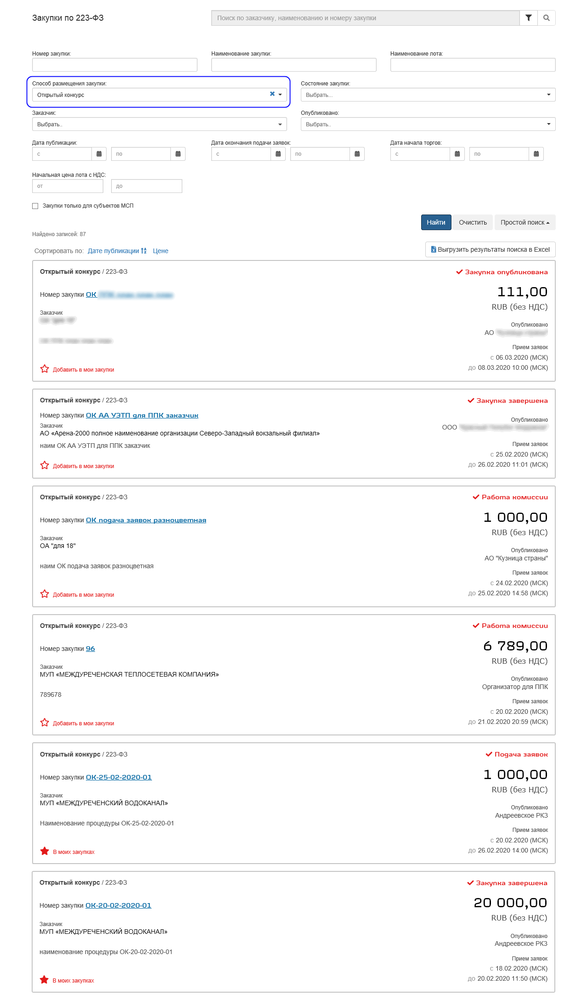 Закупки по 223-ФЗ
Поиск по заказчику, наименованию и номеру закупки
Номер закупки:
Наименование закупки:
Наименование лота:
Способ размещения закупки:
Состояние закупки:
Открытый конкурс
Выбрать...
Заказчик:
Опубликовано:
Выбрать..
Выбрать..
Дата публикации:
Дата окончания подачи заявок:
Дата начала торгов:
с
по
с
по
с
по
Начальная цена лота с НДС:
от
до
Закупки только для субъектов МСП
Найти
Очистить
Простой поиск
Найдено записей: 87
Сортировать по: Дате публикации Цене
Выгрузить результаты поиска в Excel
Открытый конкурс / 223-ФЗ
Закупка опубликована
Номер закупки ОК
111,00
RUB (без НДС)
Заказчик
Опубликовано
АО
Прием заявок
с 06.03.2020 (МСК)
до 08.03.2020 10:00 (МСК)
Добавить в мои закупки
Открытый конкурс / 223-ФЗ
Закупка завершена
Номер закупки ОК АА УЭТП для ППК заказчик
Заказчик
АО «Арена-2000 полное наименование организации Северо-Западный вокзальный филиал»
наим ОК АА УЭТП для ППК заказчик
Опубликовано
ООО
Прием заявок
с 25.02.2020 (МСК)
до 26.02.2020 11:01 (МСК)
Добавить в мои закупки
Открытый конкурс / 223-ФЗ
Работа комиссии
Номер закупки ОК подача заявок разноцветная
1 000,00
RUB (без НДС)
Заказчик
ОА "для 18"
наим ОК подача заявок разноцветная
Опубликовано
АО "Кузница страны"
Прием заявок
с 24.02.2020 (МСК)
до 25.02.2020 14:58 (МСК)
Добавить в мои закупки
Открытый конкурс / 223-ФЗ
Работа комиссии
Номер закупки 96
6 789,00
RUB (без НДС)
Заказчик
МУП «МЕЖДУРЕЧЕНСКАЯ ТЕПЛОСЕТЕВАЯ КОМПАНИЯ»
789678
Опубликовано
Организатор для ППК
Прием заявок
с 20.02.2020 (МСК)
до 21.02.2020 20:59 (МСК)
Добавить в мои закупки
Открытый конкурс / 223-ФЗ
Подача заявок
Номер закупки ОК-25-02-2020-01
1 000,00
RUB (без НДС)
Заказчик
МУП «МЕЖДУРЕЧЕНСКИЙ ВОДОКАНАЛ»
Наименование процедуры ОК-25-02-2020-01
Опубликовано
Андреевское РКЗ
Прием заявок
с 20.02.2020 (МСК)
до 26.02.2020 14:00 (МСК)
В моих закупках
Открытый конкурс / 223-ФЗ
Закупка завершена
Номер закупки ОК-20-02-2020-01
20 000,00
RUB (без НДС)
Заказчик
МУП «МЕЖДУРЕЧЕНСКИЙ ВОДОКАНАЛ»
наименование процедуры ОК-20-02-2020-01
Опубликовано
Андреевское РКЗ
Прием заявок
с 18.02.2020 (МСК)
до 20.02.2020 11:50 (МСК)
В моих закупках